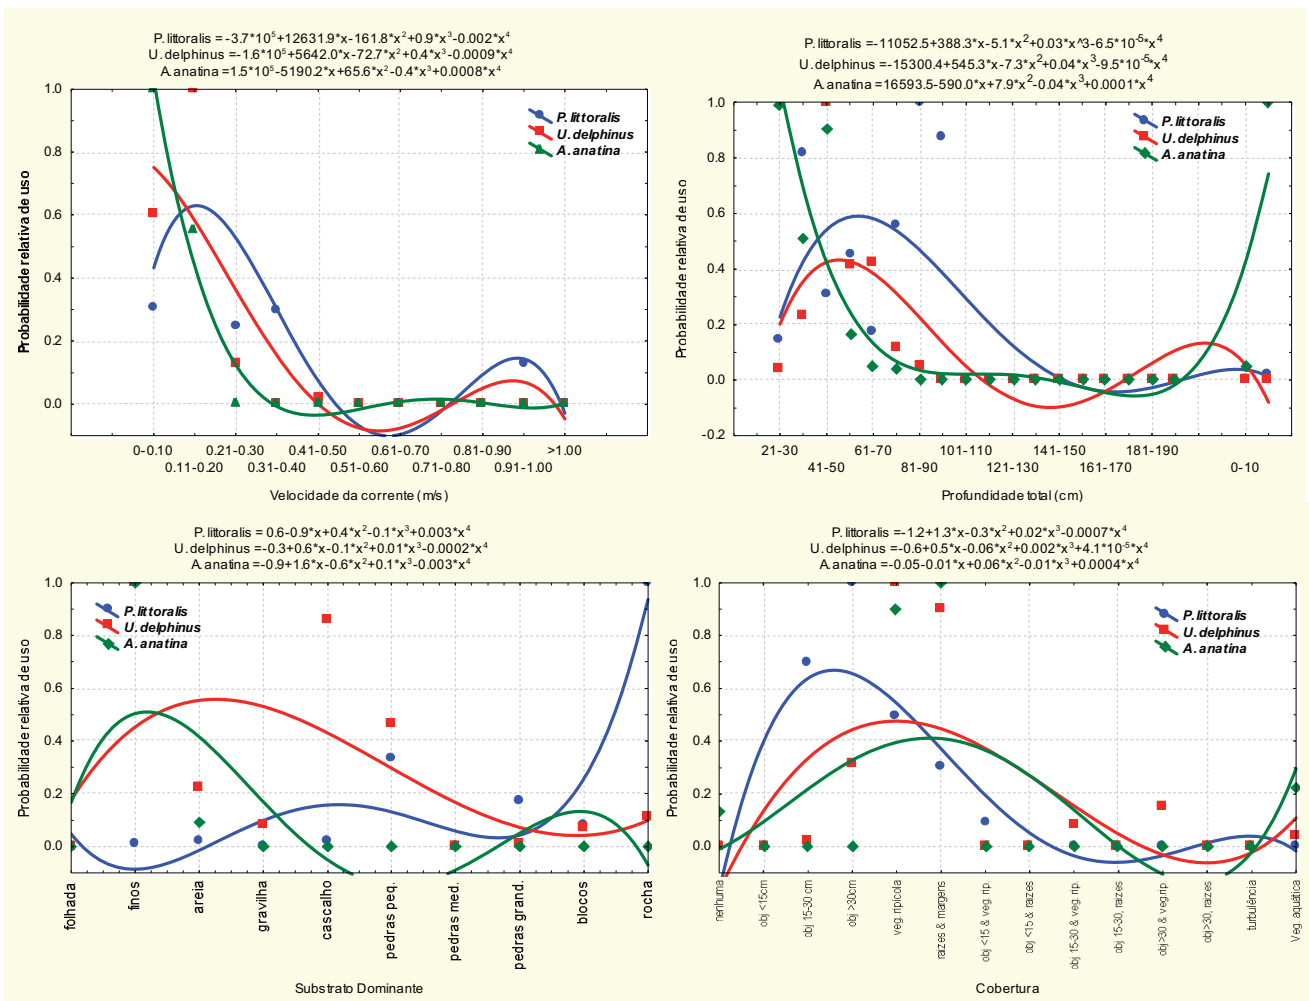 P.littoralis = -3.7*10⁵+12631.9*x-161.8*x²+0.9*x³-0.002*x⁴
U.delphinus=-1.6*10⁵+5642.0*x-72.7*x²+0.4*x³-0.0009*x⁴
A.anatina=1.5*10⁵-5190.2*x+65.6*x²-0.4*x³+0.0008*x⁴
Probabilidade relativa de uso
1.0
0.8
0.6
0.4
0.2
0.0
P.littoralis
U.delphinus
A.anatina
0-0.10 0.21-0.30 0.41-0.50 0.61-0.70 0.81-0.90 >1.00
0.11-0.20 0.31-0.40 0.51-0.60 0.71-0.80 0.91-1.00
Velocidade da corrente (m/s)
P.littoralis =-11052.5+388.3*x-5.1*x²+0.03*x^3-6.5*10⁻⁵*x⁴
U.delphinus=-15300.4+545.3*x-7.3*x²+0.04*x³-9.5*10⁻⁵*x⁴
A.anatina =16593.5-590.0*x+7.9*x²-0.04*x³+0.0001*x⁴
Probabilidade relativa de uso
1.0
0.8
0.6
0.4
0.2
0.0
-0.2
P.littoralis
U.delphinus
A.anatina
21-30 61-70 101-110 141-150 181-190
41-50 81-90 121-130 161-170 0-10
Profundidade total (cm)
P.littoralis = 0.6-0.9*x+0.4*x²-0.1*x³+0.003*x⁴
U.delphinus=-0.3+0.6*x-0.1*x²+0.01*x³-0.0002*x⁴
A.anatina=-0.9+1.6*x-0.6*x²+0.1*x³-0.003*x⁴
Probabilidade relativa de uso
1.0
0.8
0.6
0.4
0.2
0.0
P.littoralis
U.delphinus
A.anatina
folhada
finos
areia
gravilha
cascalho
pedras peq.
pedras med.
pedras grand.
blocos
rocha
Substrato Dominante
P.littoralis =-1.2+1.3*x-0.3*x²+0.02*x³-0.0007*x⁴
U.delphinus=-0.6+0.5*x-0.06*x²+0.002*x³+4.1*10⁻⁵*x⁴
A.anatina=-0.05-0.01*x+0.06*x²-0.01*x³+0.0004*x⁴
Probabilidade relativa de uso
1.0
0.8
0.6
0.4
0.2
0.0
P.littoralis
U.delphinus
A.anatina
nenhuma
obj <15cm
obj 15-30 cm
obj >30cm
veg. ripícola
raízes & margens
obj <15 & veg. rip.
obj <15 & raízes
obj 15-30 & veg. rip.
obj 15-30, raízes
obj>30 & veg.rip.
obj>30, raízes
turbulência
Veg. aquática
Cobertura